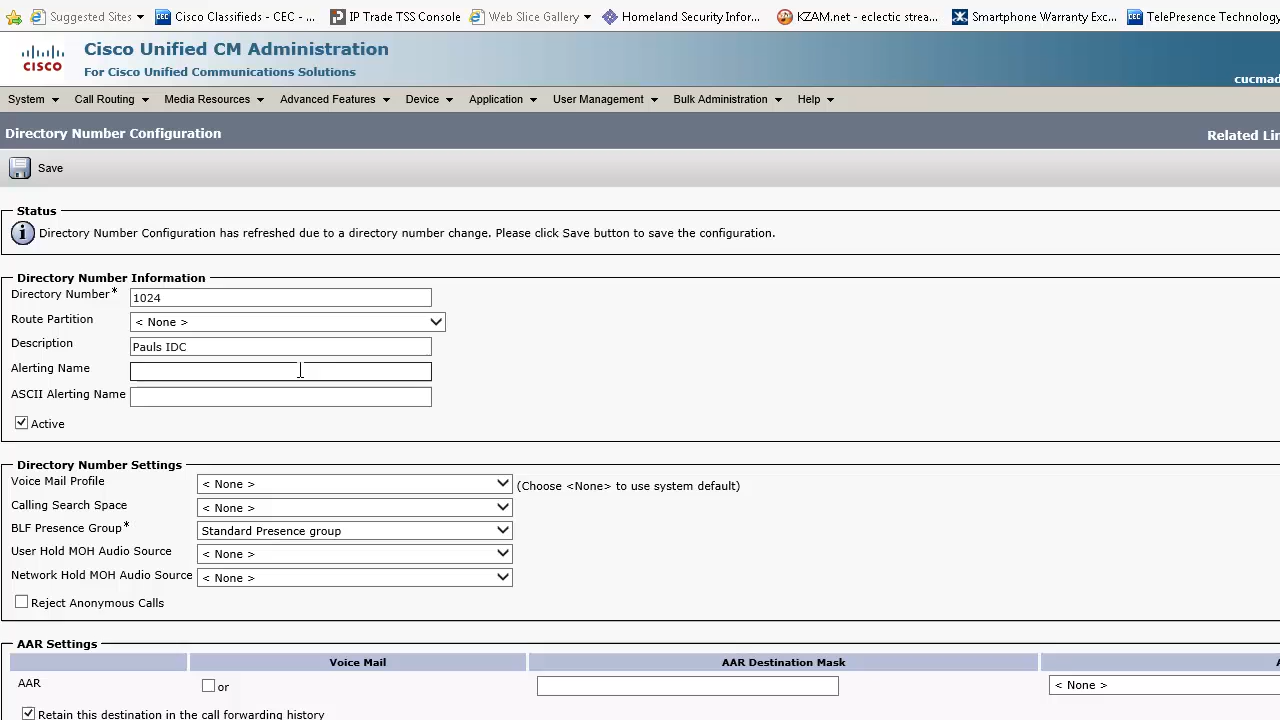 Suggested Sites Cisco Classified - CEC - ... IP Trade TSS Console Web Slice Gallery Homeland Security Pror... KZAM.net - eclectic strea... Smartphone Warranty Exc... TelePresence Technology
CISCO
Cisco Unified CM Administration
For Cisco Unified Communications Solutions
cucmad
System Call Routing Media Resources Advanced Features Device Application User Management Bulk Administration Help
Directory Number Configuration Related Lin
Save
Status
Directory Number Configuration has refreshed due to a directory number change. Please click Save button to save the configuration.
Directory Number Information
Directory Number* 1024
Route Partition < None >
Description Pauls IDC
Alerting Name
ASCII Alerting Name
Active
Directory Number Settings
Voice Mail Profile < None > (Choose <None> to use system default)
Calling Search Space < None >
BLF Presence Group* Standard Presence group
User Hold MOH Audio Source < None >
Network Hold MOH Audio Source < None >
Reject Anonymous Calls
AAR Settings
Voice Mail AAR Destination Mask A
AAR or < None >
Retain this destination in the call forwarding history